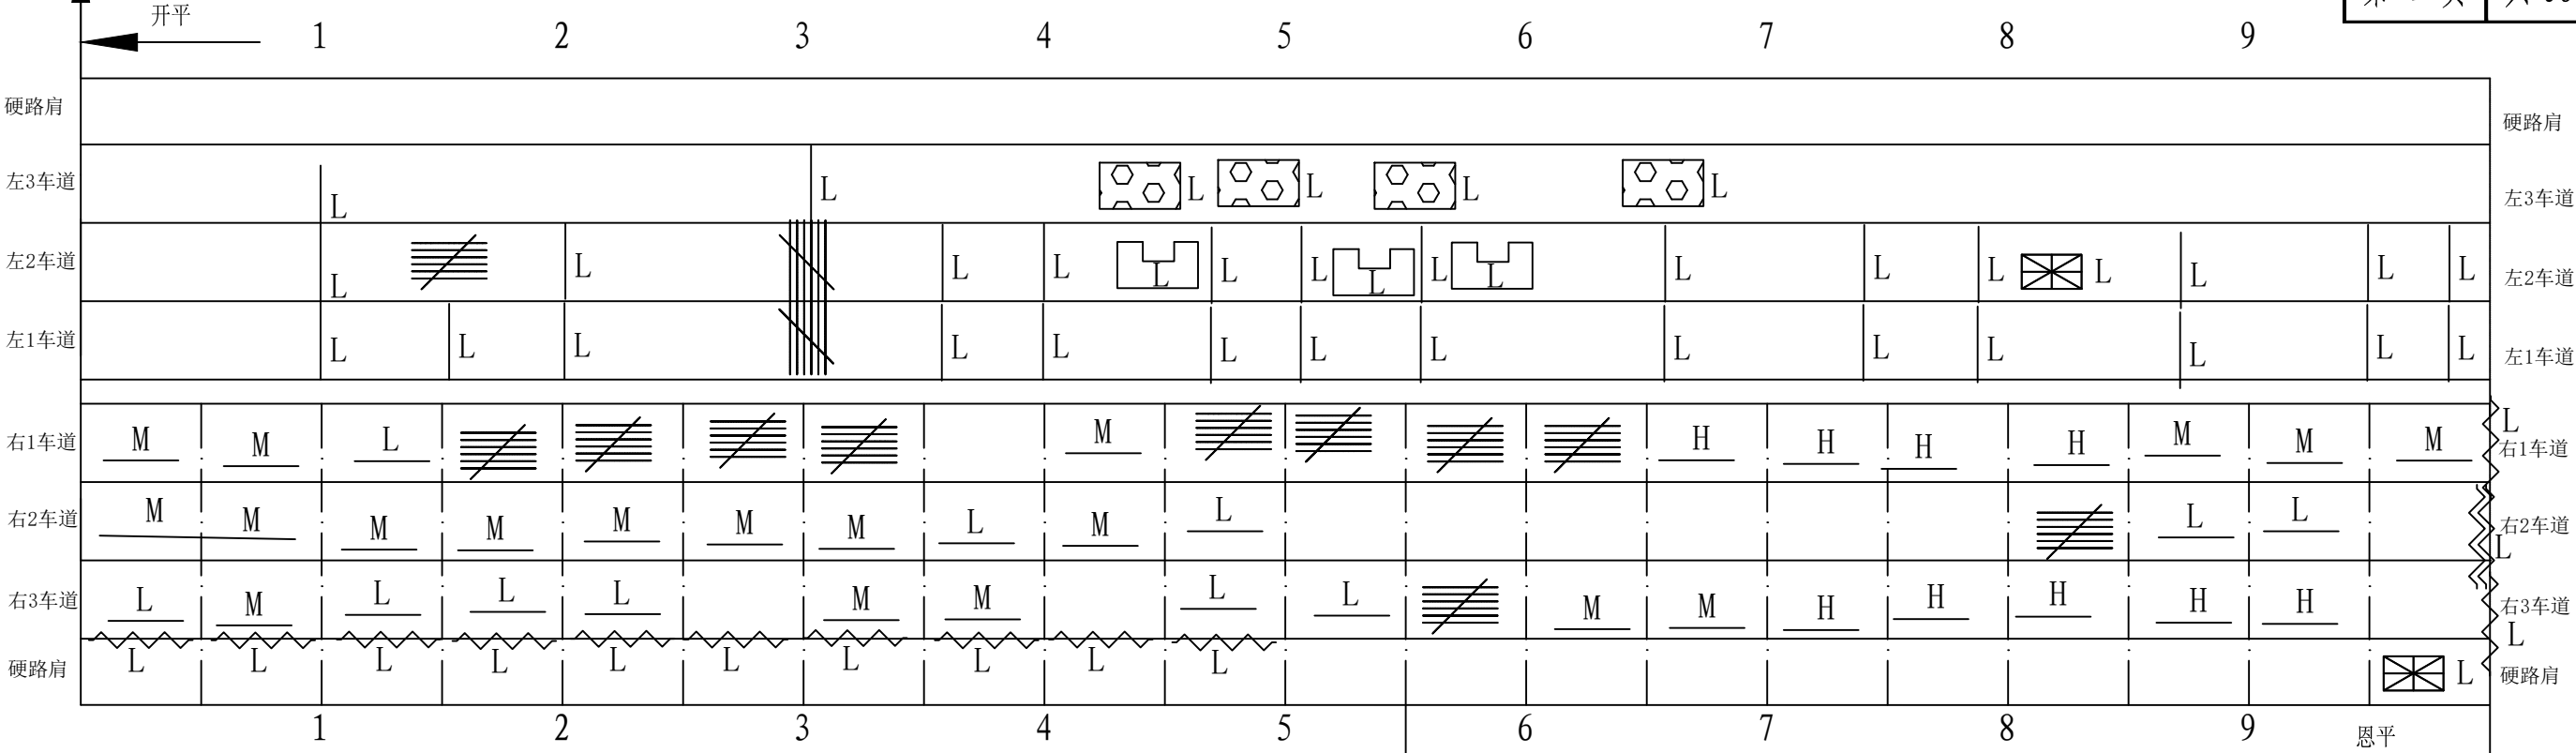 开平
1 2 3 4 5 6 7 8 9
硬路肩 硬路肩
左3车道 L L L L L L 左3车道
左2车道 L L L L L L L L L L L L L L L L L 左2车道
左1车道 L L L L L L L L L L L L L L 左1车道
右1车道 M M L M H H H H M M M L 右1车道
右2车道 M M M M M M M L M L L L L 右2车道
右3车道 L M L L L M M L L M M H H H H H L 右3车道
硬路肩 L L L L L L L L L L L 硬路肩
1 2 3 4 5 6 7 8 9
恩平